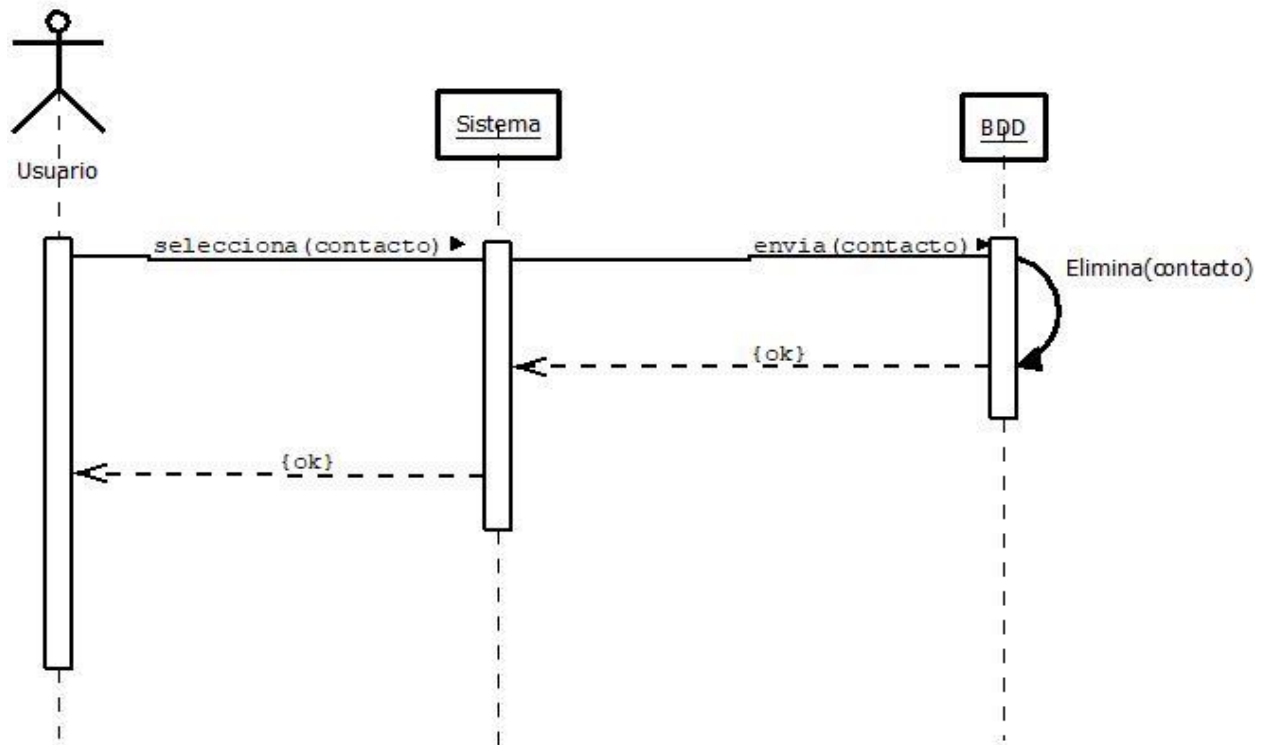 Sistema
BDD
Usuario
selecciona(contacto)
envia(contacto)
Elimina(contacto)
{ok}
{ok}